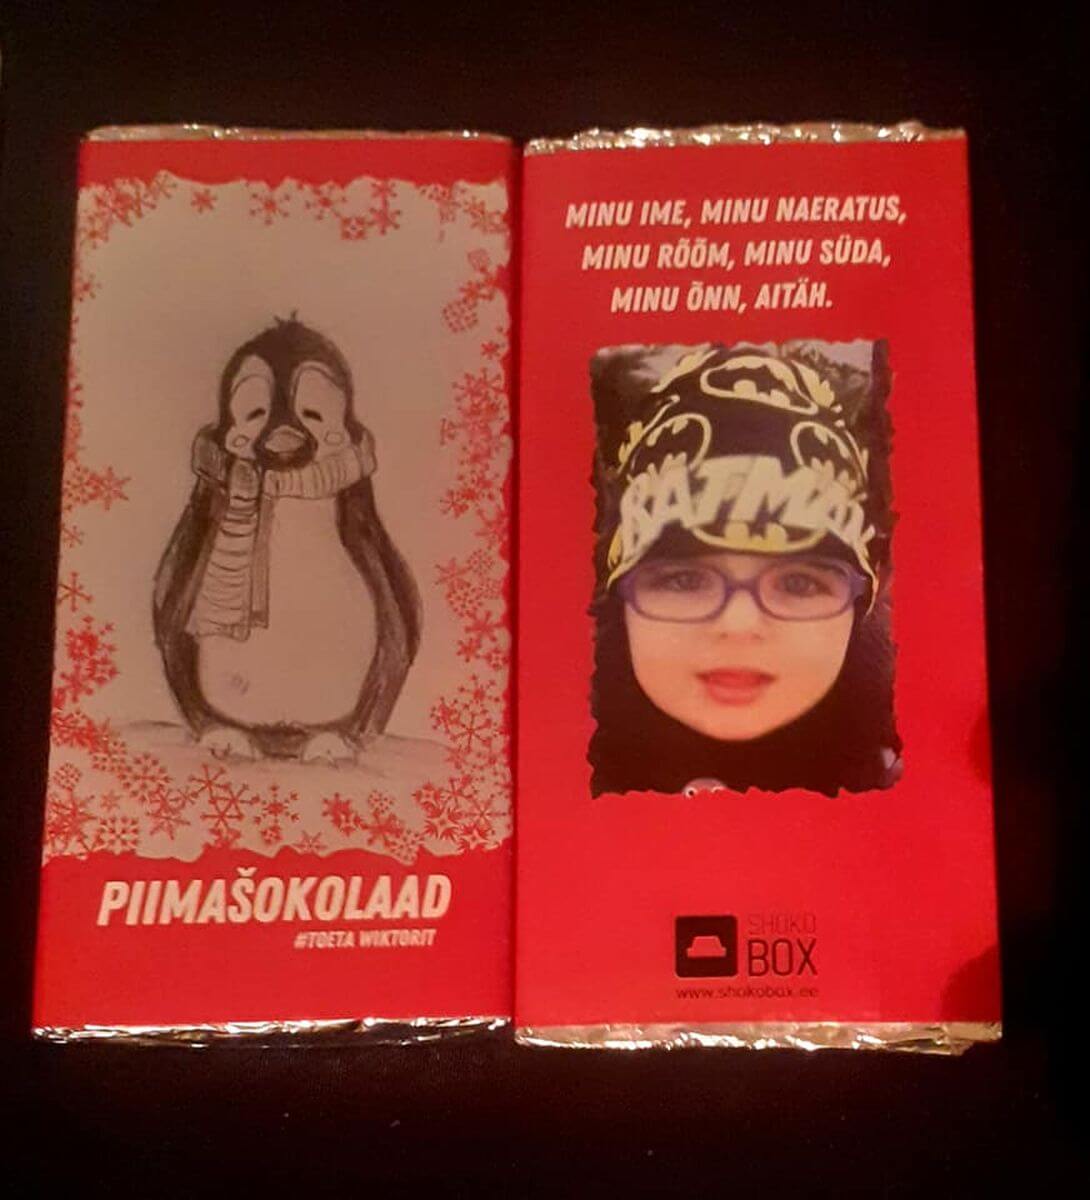 PIIMAŠOKOLAAD
#TOETA WIKTORIT
MINU IME, MINU NAERATUS,
MINU RÕÕM, MINU SÜDA,
MINU ÕNN, AITÄH.
BATMAN
SHOKO
BOX
www.shokobox.ee